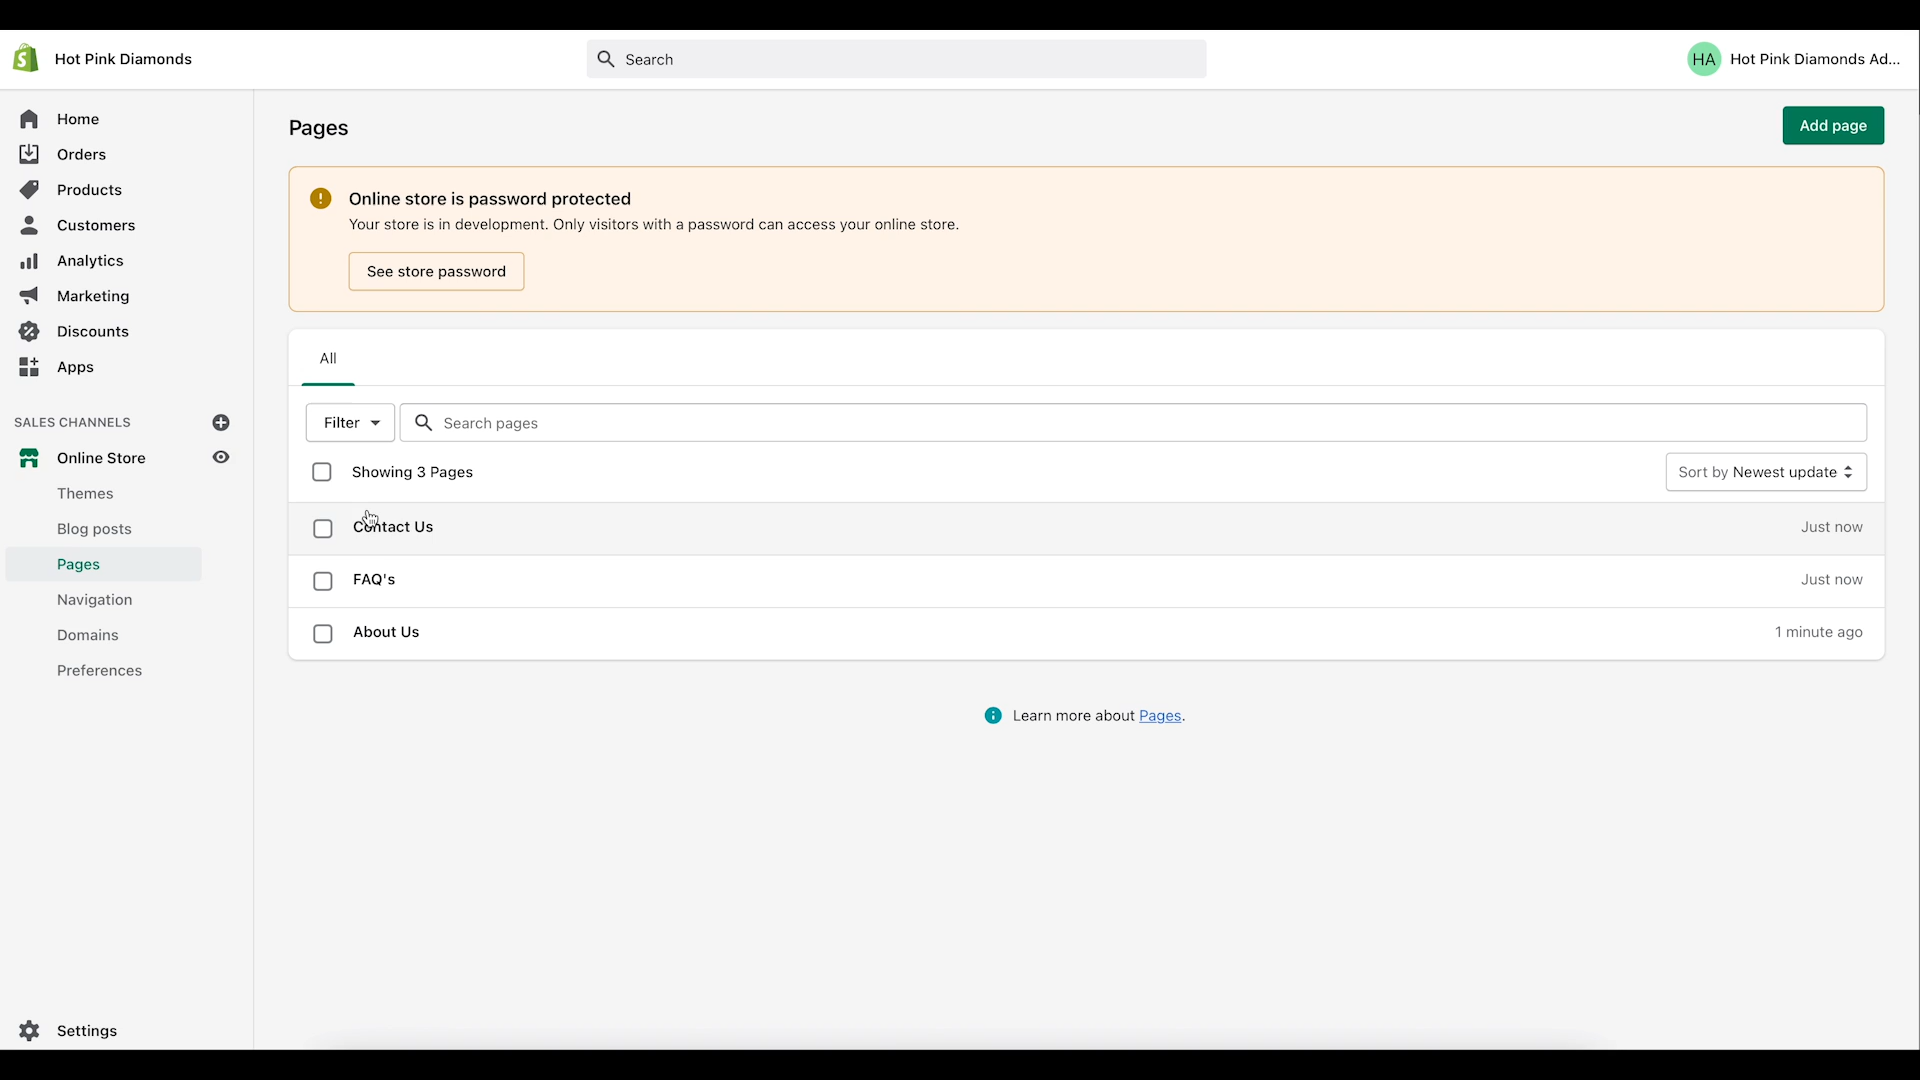 Hot Pink Diamonds
Search
HA Hot Pink Diamonds Ad...
Home
Orders
Products
Customers
Analytics
Marketing
Discounts
Apps
SALES CHANNELS
Online Store
Themes
Blog posts
Pages
Navigation
Domains
Preferences
Settings
Pages
Add page
Online store is password protected
Your store is in development. Only visitors with a password can access your online store.
See store password
All
Filter
Search pages
Showing 3 Pages
Sort by Newest update
Contact Us
Just now
FAQ's
Just now
About Us
1 minute ago
Learn more about Pages.